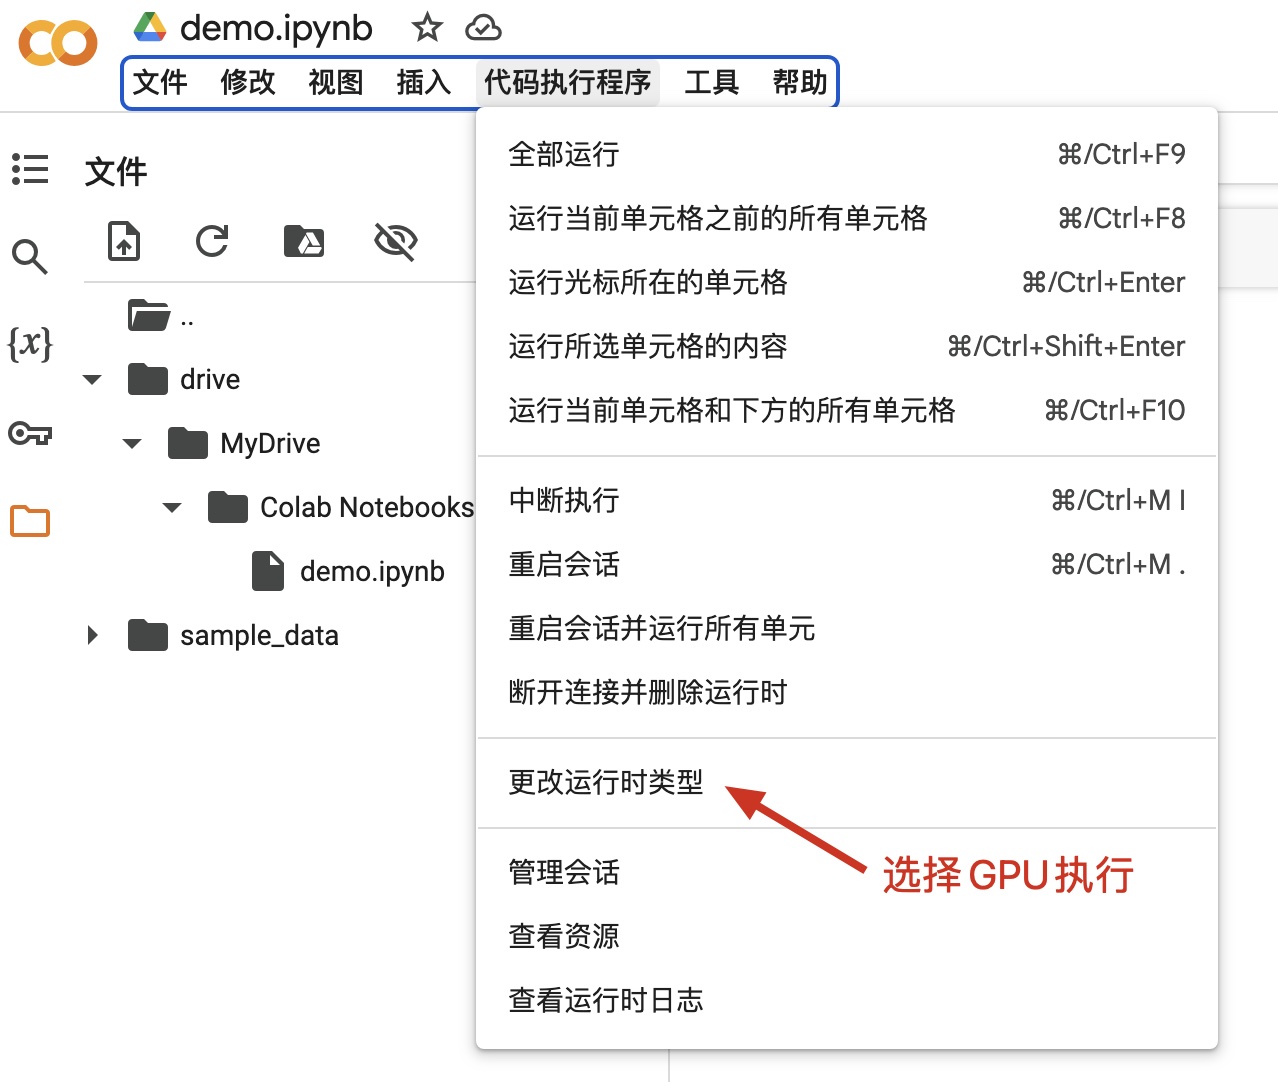 demo.ipynb
文件 修改 视图 插入 代码执行程序 工具 帮助
文件
..
drive
MyDrive
Colab Notebooks
demo.ipynb
sample_data
{x}
全部运行 ⌘/Ctrl+F9
运行当前单元格之前的所有单元格 ⌘/Ctrl+F8
运行光标所在的单元格 ⌘/Ctrl+Enter
运行所选单元格的内容 ⌘/Ctrl+Shift+Enter
运行当前单元格和下方的所有单元格 ⌘/Ctrl+F10
中断执行 ⌘/Ctrl+M I
重启会话 ⌘/Ctrl+M .
重启会话并运行所有单元
断开连接并删除运行时
更改运行时类型
选择GPU执行
管理会话
查看资源
查看运行时日志